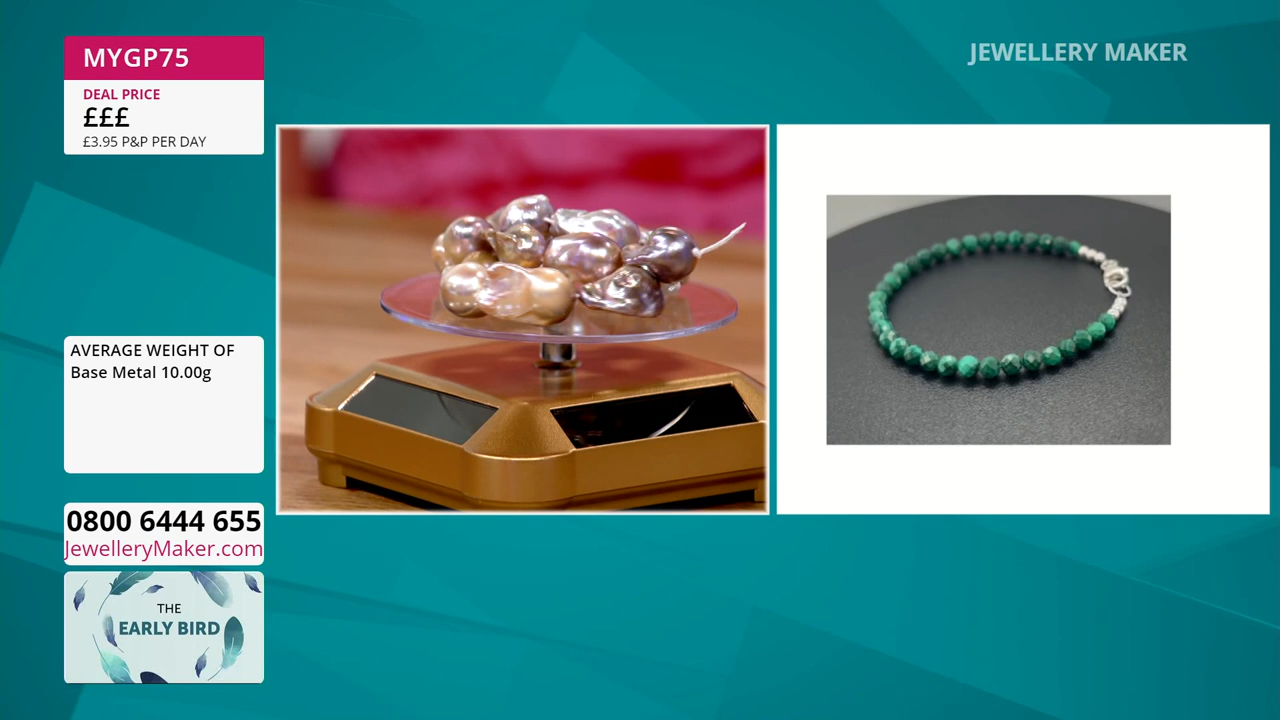 MYGP75
DEAL PRICE
£££
£3.95 P&P PER DAY
JEWELLERY MAKER
AVERAGE WEIGHT OF
Base Metal 10.00g
0800 6444 655
JewelleryMaker.com
THE
EARLY BIRD